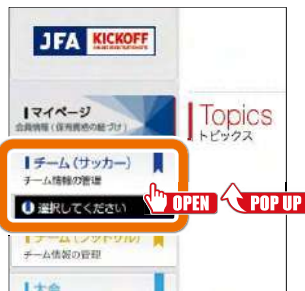 JFA KICKOFF
マイページ
会員情報（保有資格の紐づけ）
Topics
トピックス
チーム（サッカー）
チーム情報の管理
選択してください
OPEN
POP UP
チーム（フットサル）
チーム情報の管理
大会